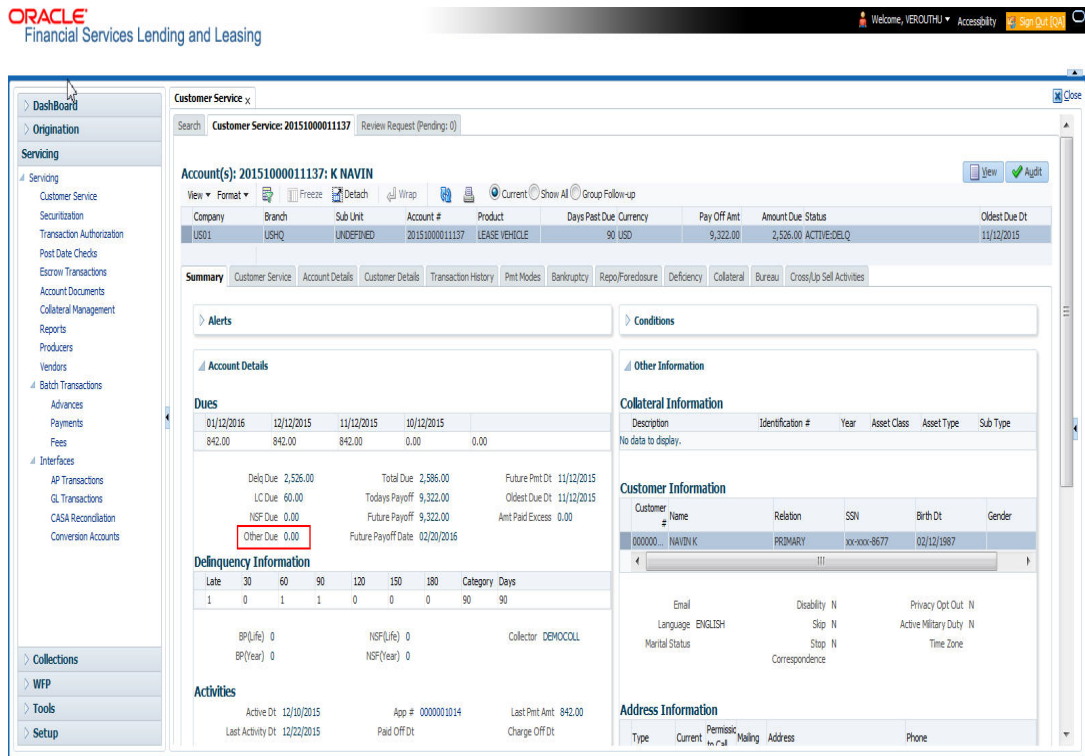 ORACLE
Financial Services Lending and Leasing
Welcome, VEROUTHU Accessibility Sign Out [QA]
DashBoard
Origination
Servicing
Servicing
Customer Service
Securitization
Transaction Authorization
Post Date Checks
Escrow Transactions
Account Documents
Collateral Management
Reports
Producers
Vendors
Batch Transactions
Advances
Payments
Fees
Interfaces
AP Transactions
GL Transactions
CASA Reconciliation
Conversion Accounts
Collections
WFP
Tools
Setup
Customer Service X
Close
Search Customer Service: 20151000011137 Review Request (Pending: 0)
Account(s): 20151000011137: K NAVIN
View Audit
View Format Freeze Detach Wrap Current Show All Group Follow-up
Company Branch Sub Unit Account # Product Days Past Due Currency Pay Off Amt Amount Due Status Oldest Due Dt
US01 USHQ UNDEFINED 20151000011137 LEASE VEHICLE 90 USD 9,322.00 2,526.00 ACTIVE:DELQ 11/12/2015
Summary Customer Service Account Details Customer Details Transaction History Pmt Modes Bankruptcy Repo/Foreclosure Deficiency Collateral Bureau Cross/Up Sell Activities
Alerts
Account Details
Dues
01/12/2016 12/12/2015 11/12/2015 10/12/2015
842.00 842.00 842.00 0.00 0.00
Delq Due 2,526.00 Total Due 2,586.00 Future Pmt Dt 11/12/2015
LC Due 60.00 Todays Payoff 9,322.00 Oldest Due Dt 11/12/2015
NSF Due 0.00 Future Payoff 9,322.00 Amt Paid Excess 0.00
Other Due 0.00 Future Payoff Date 02/20/2016
Delinquency Information
Late 30 60 90 120 150 180 Category Days
1 0 1 1 0 0 0 90 90
BP(Life) 0 NSF(Life) 0 Collector DEMOCOLL
BP(Year) 0 NSF(Year) 0
Activities
Active Dt 12/10/2015 App # 0000001014 Last Pmt Amt 842.00
Last Activity Dt 12/22/2015 Paid Off Dt Charge Off Dt
Conditions
Other Information
Collateral Information
Description Identification # Year Asset Class Asset Type Sub Type
No data to display.
Customer Information
Customer # Name Relation SSN Birth Dt Gender
000000... NAVIN K PRIMARY xx-xxx-8677 02/12/1987
Email Disability N Privacy Opt Out N
Language ENGLISH Skip N Active Military Duty N
Marital Status Stop Correspondence N Time Zone
Address Information
Type Current Permission to Call Mailing Address Phone